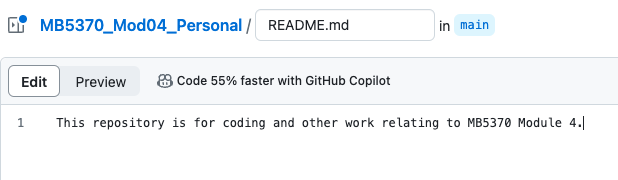 MB5370_Mod04_Personal / README.md in main
Edit Preview Code 55% faster with GitHub Copilot
1 This repository is for coding and other work relating to MB5370 Module 4.